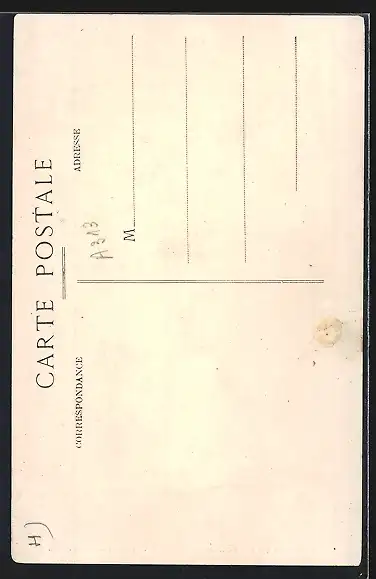 CARTE POSTALE
CORRESPONDANCE
ADRESSE
A313
M
H)